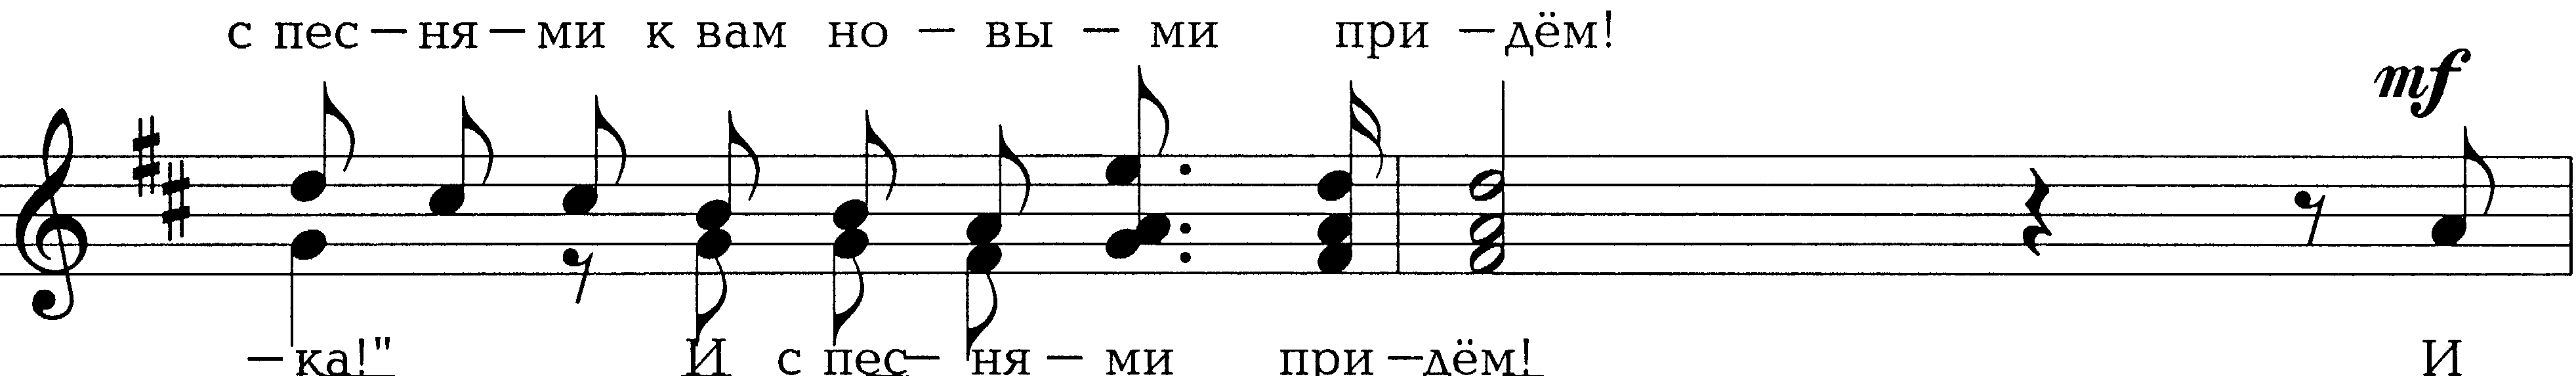 с пес—ня—ми к вам но — вы — ми при —дём!
mf
—ка!" И с пес— ня — ми при —дём! И